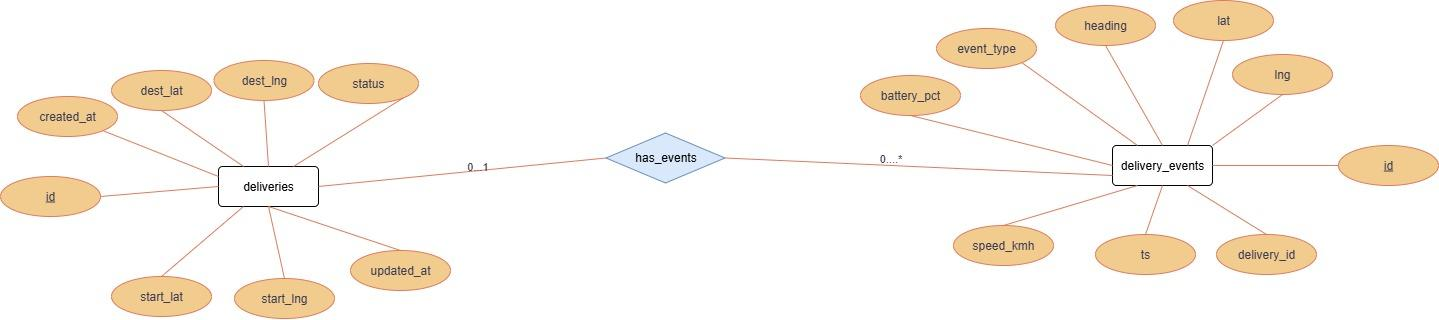 heading
lat
event_type
lng
battery_pct
dest_lat
dest_lng
status
created_at
has_events
0...1
0....*
deliveries
delivery_events
id
id
speed_kmh
ts
delivery_id
updated_at
start_lat
start_lng